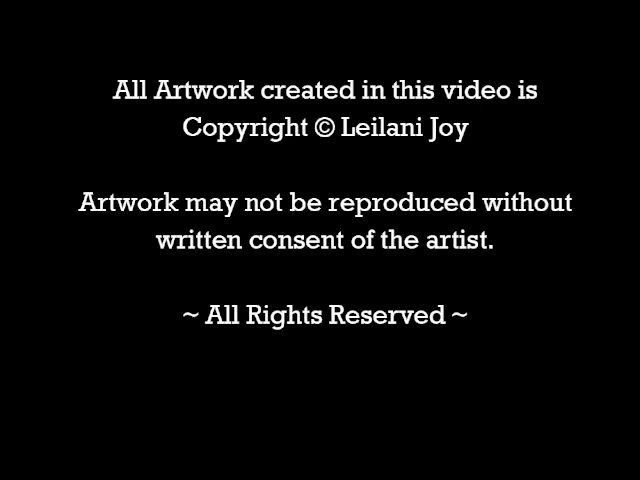 All Artwork created in this video is
Copyright © Leilani Joy
Artwork may not be reproduced without
written consent of the artist.
~ All Rights Reserved ~